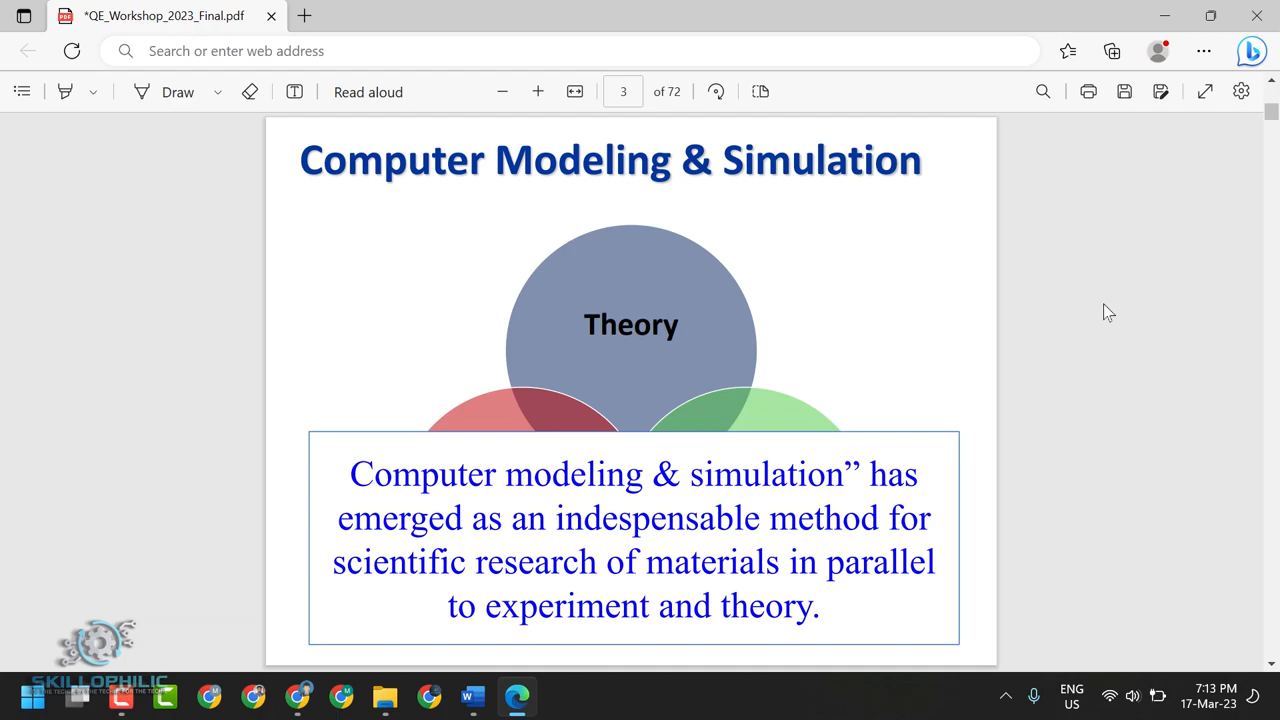 *QE_Workshop_2023_Final.pdf
Search or enter web address
Draw
Read aloud
3 of 72
Computer Modeling & Simulation
Theory
Computer modeling & simulation” has
emerged as an indespensable method for
scientific research of materials in parallel
to experiment and theory.
SKILLOPHILIC
ENG
US
7:13 PM
17-Mar-23